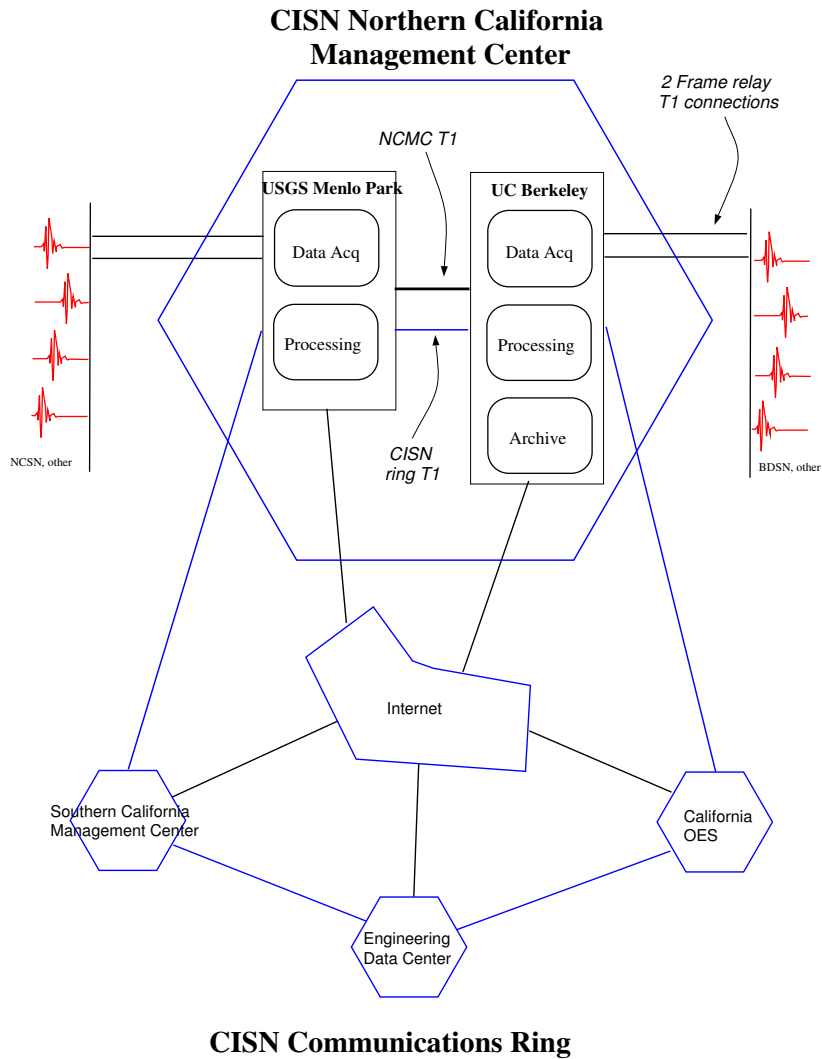 CISN Northern California
Management Center
2 Frame relay
T1 connections
NCMC T1
USGS Menlo Park
UC Berkeley
Data Acq
Data Acq
Processing
Processing
Archive
CISN
ring T1
NCSN, other
BDSN, other
Internet
Southern California
Management Center
California
OES
Engineering
Data Center
CISN Communications Ring